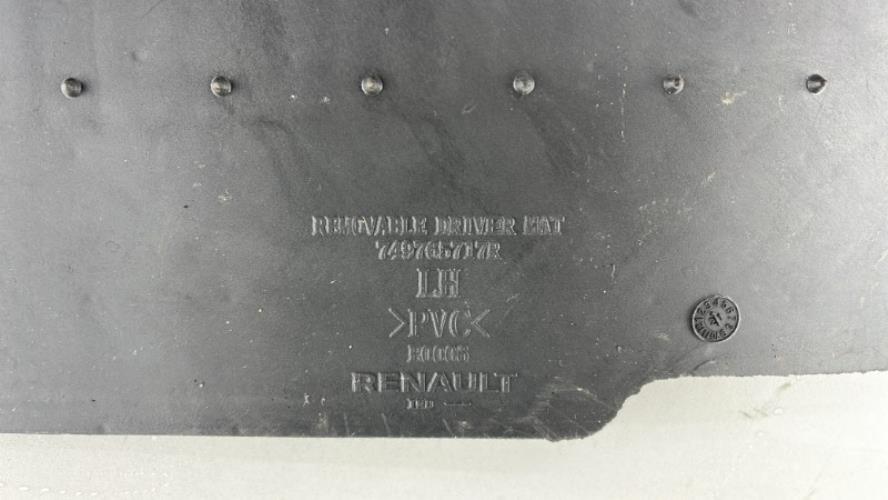 REMOVABLE DRIVER MAT
749765717R
LH
>PVC<
RENAULT